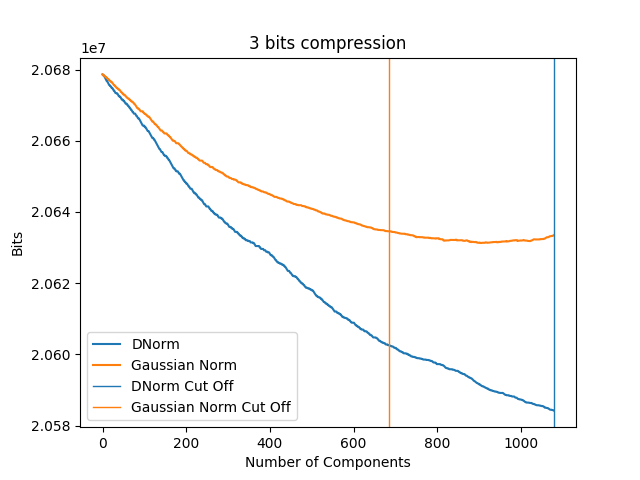 3 bits compression
1e7
2.068
2.066
2.064
2.062
2.060
2.058
Bits
DNorm
Gaussian Norm
DNorm Cut Off
Gaussian Norm Cut Off
0 200 400 600 800 1000
Number of Components